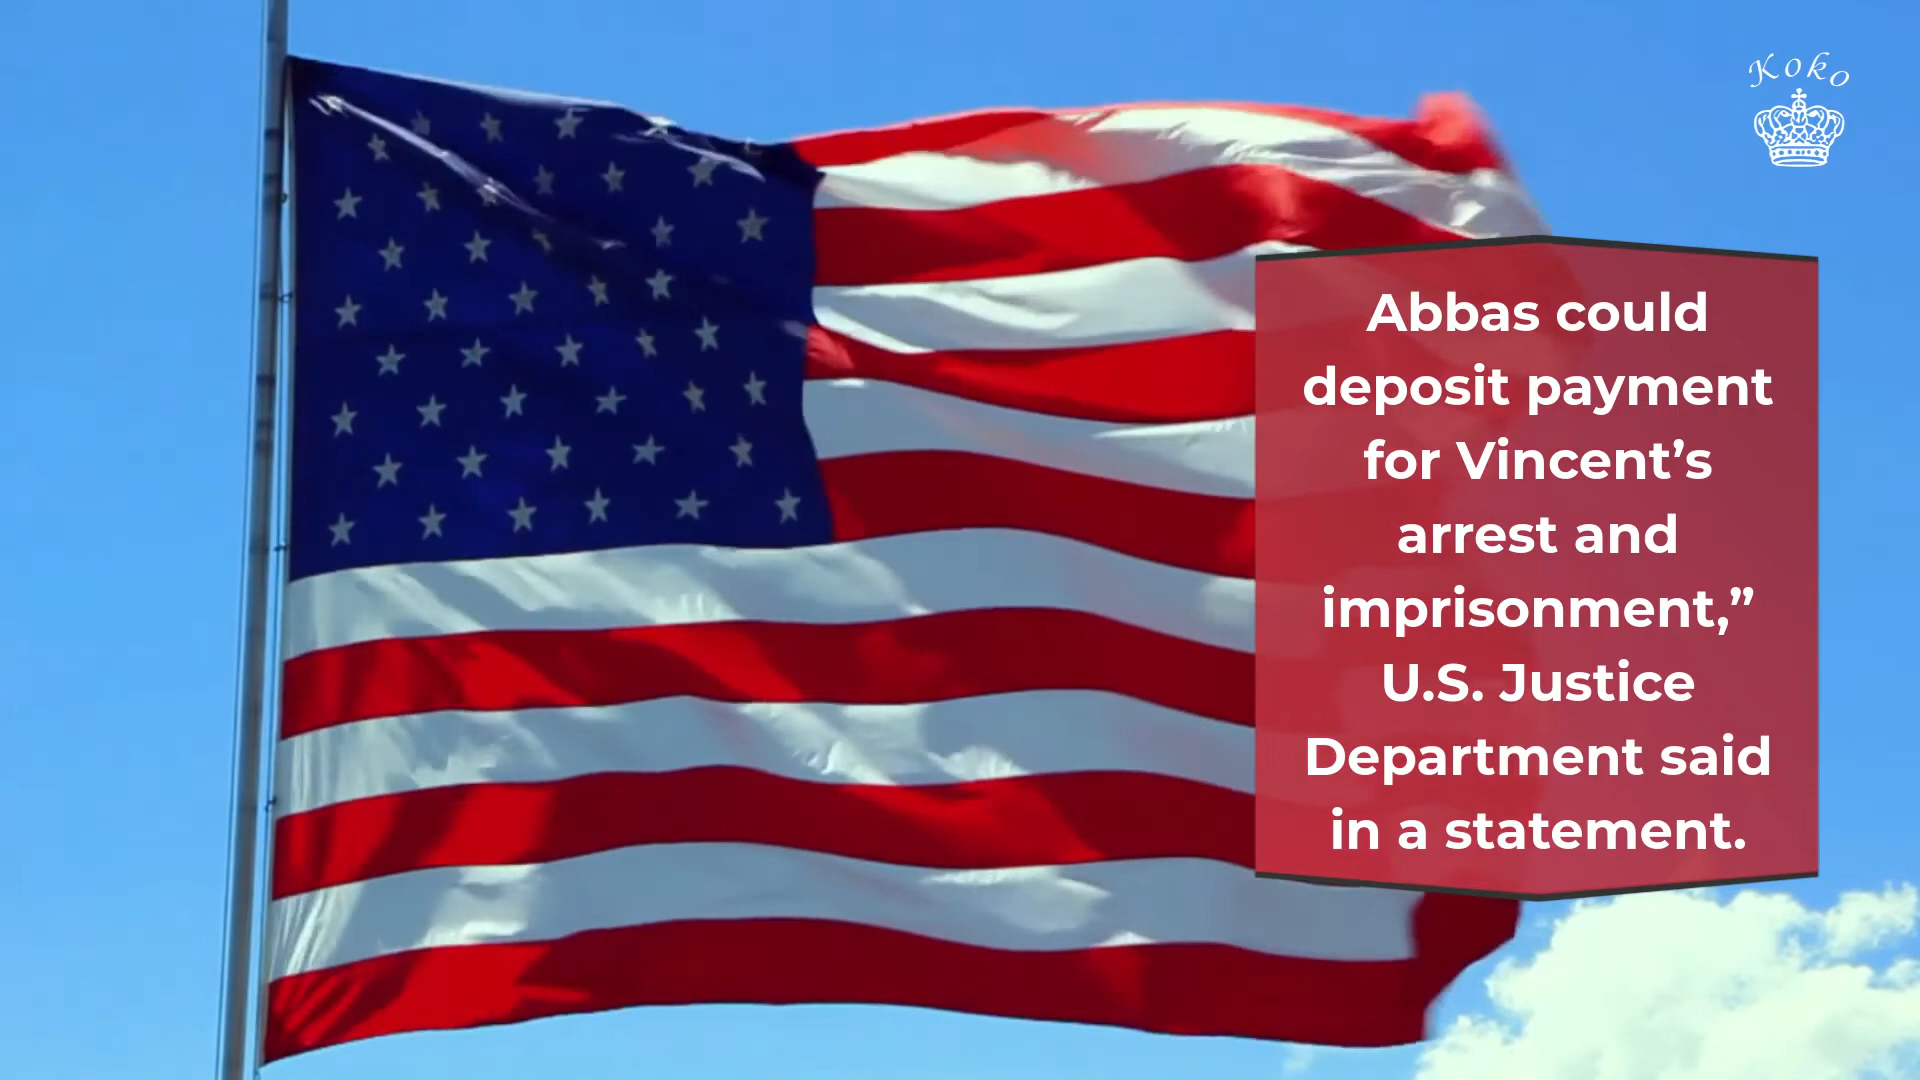 Koko
Abbas could
deposit payment
for Vincent’s
arrest and
imprisonment,”
U.S. Justice
Department said
in a statement.